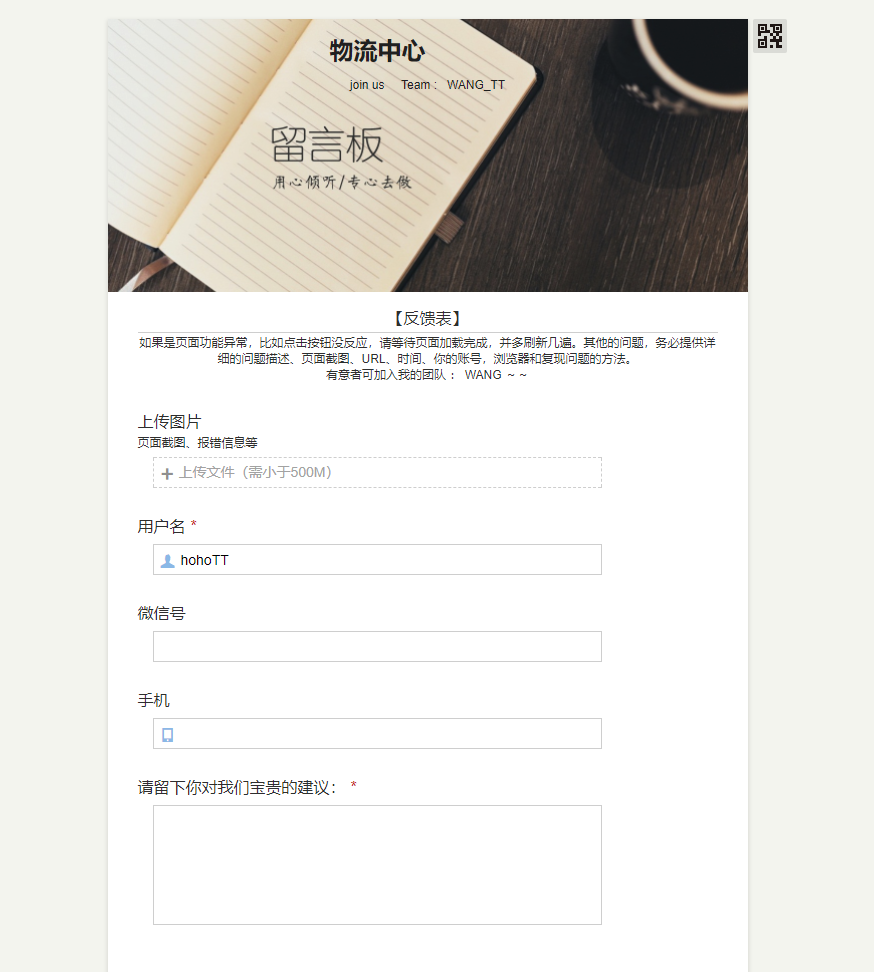 物流中心
join us Team : WANG_TT
留言板
用心倾听/专心去做
【反馈表】
如果是页面功能异常，比如点击按钮没反应，请等待页面加载完成，并多刷新几遍。其他的问题，务必提供详
细的问题描述、页面截图、URL、时间、你的账号，浏览器和复现问题的方法。
有意者可加入我的团队 ： WANG ～～
上传图片
页面截图、报错信息等
+ 上传文件（需小于500M）
用户名 *
hohoTT
微信号
手机
请留下你对我们宝贵的建议： *